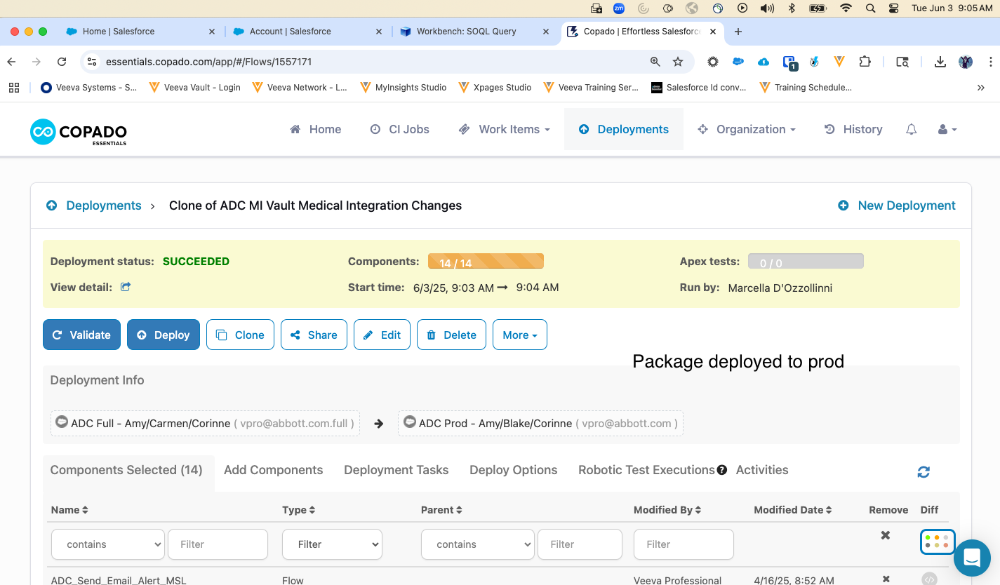 zm
Tue Jun 3 9:05 AM
Home | Salesforce
Account | Salesforce
Workbench: SOQL Query
Copado | Effortless Salesforce
essentials.copado.com/app/#/Flows/1557171
1
Veeva Systems - S...
Veeva Vault - Login
Veeva Network - L...
MyInsights Studio
Xpages Studio
Veeva Training Ser...
Salesforce Id conv...
Training Schedule...
COPADO
ESSENTIALS
Home
CI Jobs
Work Items
Deployments
Organization
History
Deployments › Clone of ADC MI Vault Medical Integration Changes
New Deployment
Deployment status: SUCCEEDED
Components: 14 / 14
Apex tests: 0 / 0
View detail:
Start time: 6/3/25, 9:03 AM → 9:04 AM
Run by: Marcella D'Ozzollinni
Validate
Deploy
Clone
Share
Edit
Delete
More
Package deployed to prod
Deployment Info
ADC Full - Amy/Carmen/Corinne ( vpro@abbott.com.full )
ADC Prod - Amy/Blake/Corinne ( vpro@abbott.com )
Components Selected (14)
Add Components
Deployment Tasks
Deploy Options
Robotic Test Executions ?
Activities
Name
Type
Parent
Modified By
Modified Date
Remove
Diff
contains
Filter
Filter
contains
Filter
Filter
ADC_Send_Email_Alert_MSL
Flow
Veeva Professional
4/16/25, 8:52 AM